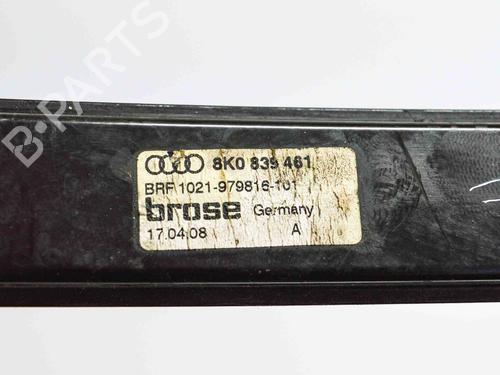 B-PARTS
8K0 839 461
BRF 1021-979816-101
brose Germany
17.04.08 A